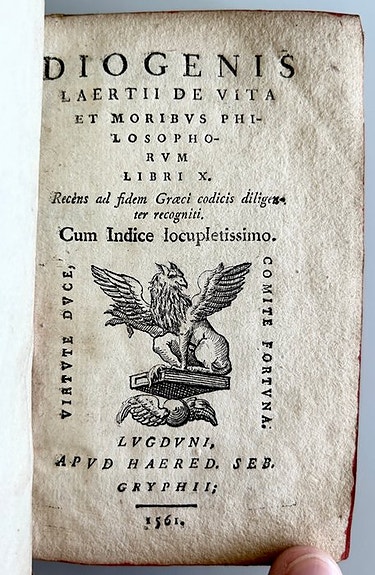 DIOGENIS
LAERTII DE VITA
ET MORIBVS PHI-
LOSOPHO-
RVM
LIBRI X.
Recèns ad fidem Græci codicis diligen-
ter recogniti.
Cum Indice locupletissimo.
VIRTVTE DVCE,
COMITE FORTVNA.
LVGDVNI,
APVD HAERED. SEB.
GRYPHII;
1561.